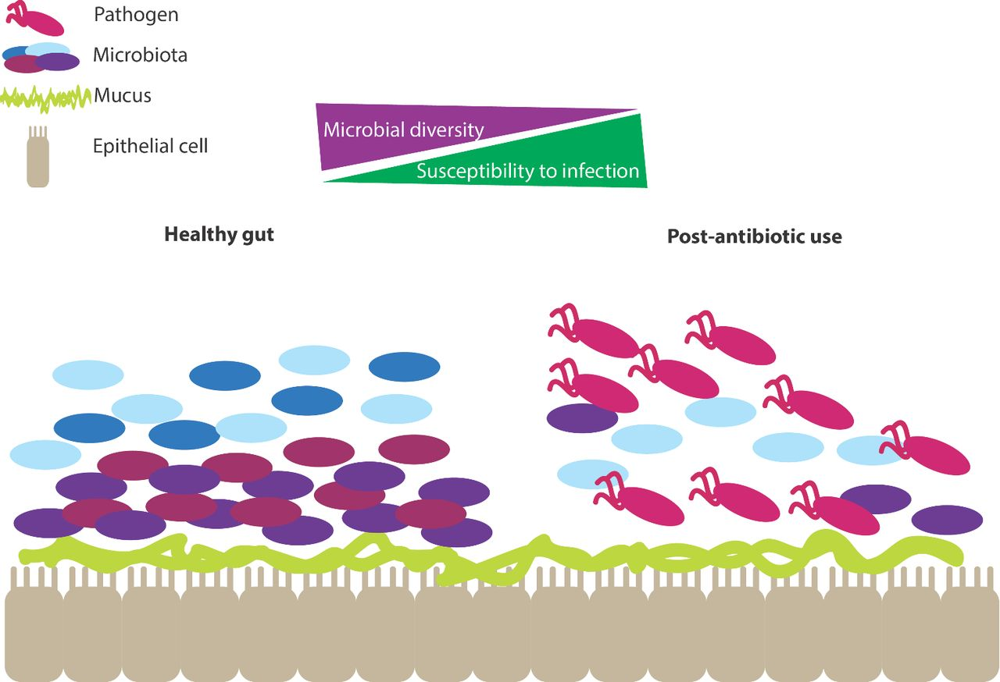 Pathogen
Microbiota
Mucus
Epithelial cell
Microbial diversity
Susceptibility to infection
Healthy gut
Post-antibiotic use